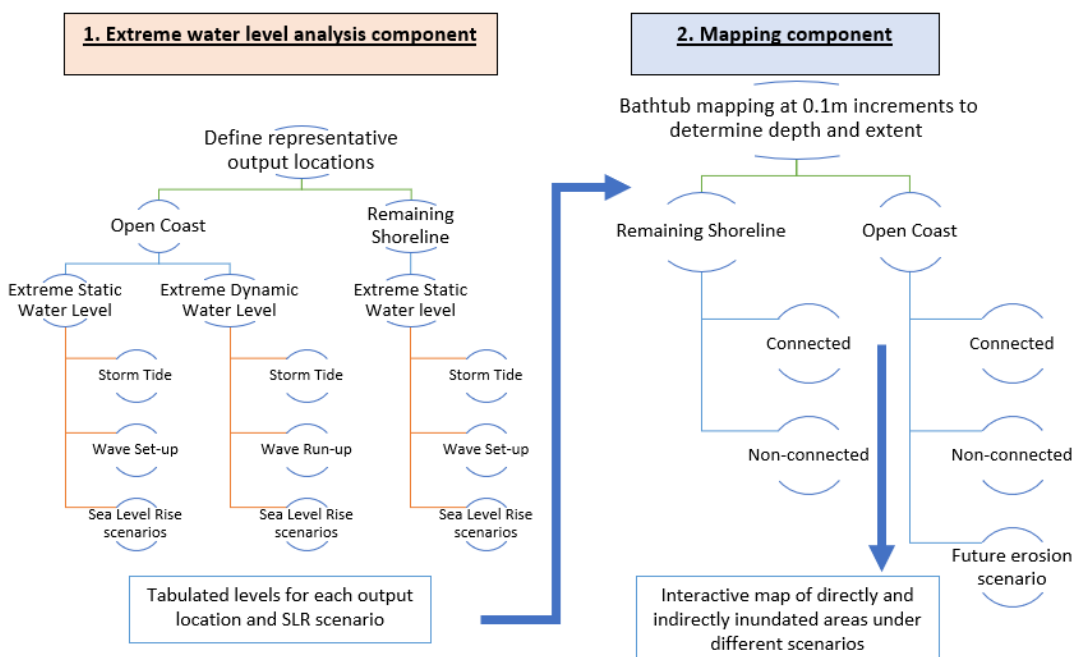 1. Extreme water level analysis component
Define representative
output locations
Open Coast
Remaining
Shoreline
Extreme Static
Water Level
Extreme Dynamic
Water Level
Extreme Static
Water level
Storm Tide
Storm Tide
Storm Tide
Wave Set-up
Wave Run-up
Wave Set-up
Sea Level Rise
scenarios
Sea Level Rise
scenarios
Sea Level Rise
scenarios
Tabulated levels for each output
location and SLR scenario
2. Mapping component
Bathtub mapping at 0.1m increments to
determine depth and extent
Remaining Shoreline
Open Coast
Connected
Connected
Non-connected
Non-connected
Future erosion
scenario
Interactive map of directly and
indirectly inundated areas under
different scenarios